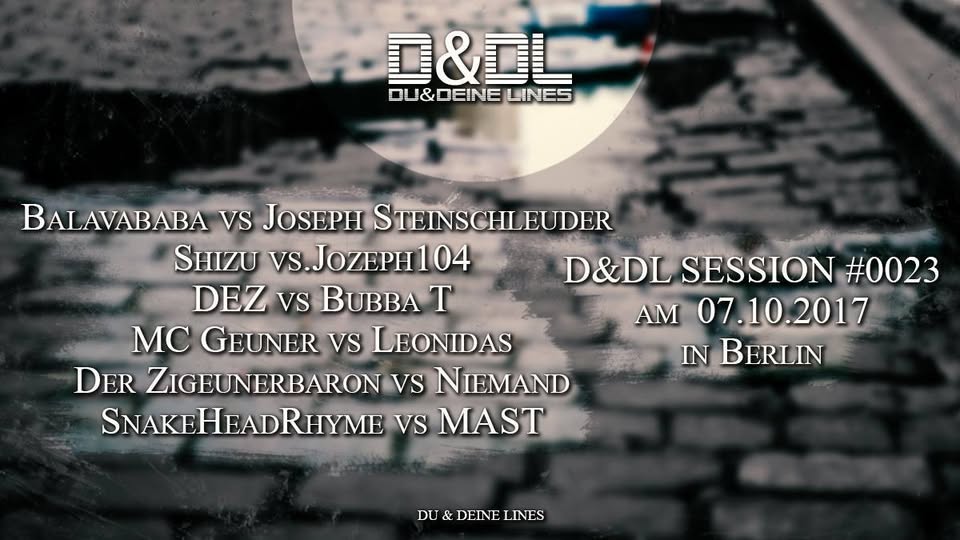 D&DL
DU&DEINE LINES
Balavababa vs Joseph Steinschleuder
Shizu vs.Jozeph104
DEZ vs Bubba T
MC Geuner vs Leonidas
Der Zigeunerbaron vs Niemand
SnakeHeadRhyme vs MAST
D&DL SESSION #0023
am 07.10.2017
in Berlin
DU & DEINE LINES